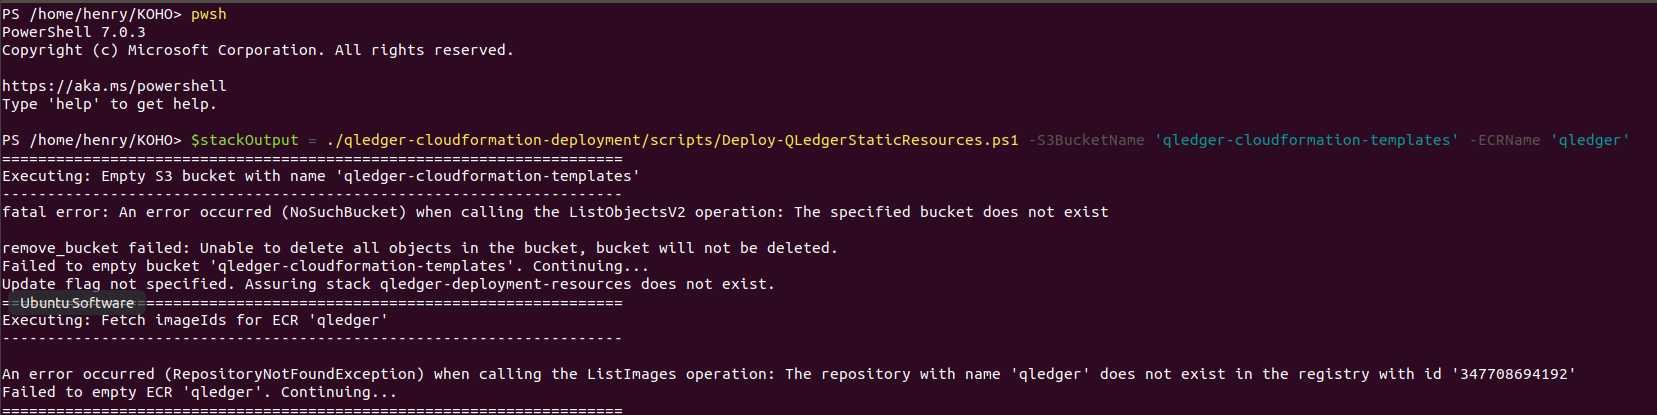 PS /home/henry/KOHO> pwsh
PowerShell 7.0.3
Copyright (c) Microsoft Corporation. All rights reserved.
https://aka.ms/powershell
Type 'help' to get help.
PS /home/henry/KOHO> $stackOutput = ./qledger-cloudformation-deployment/scripts/Deploy-QLedgerStaticResources.ps1 -S3BucketName 'qledger-cloudformation-templates' -ECRName 'qledger'
=====================================================================
Executing: Empty S3 bucket with name 'qledger-cloudformation-templates'
---------------------------------------------------------------------
fatal error: An error occurred (NoSuchBucket) when calling the ListObjectsV2 operation: The specified bucket does not exist
remove_bucket failed: Unable to delete all objects in the bucket, bucket will not be deleted.
Failed to empty bucket 'qledger-cloudformation-templates'. Continuing...
Update flag not specified. Assuring stack qledger-deployment-resources does not exist.
=====================================================================
Ubuntu Software
Executing: Fetch imageIds for ECR 'qledger'
---------------------------------------------------------------------
An error occurred (RepositoryNotFoundException) when calling the ListImages operation: The repository with name 'qledger' does not exist in the registry with id '347708694192'
Failed to empty ECR 'qledger'. Continuing...
=====================================================================